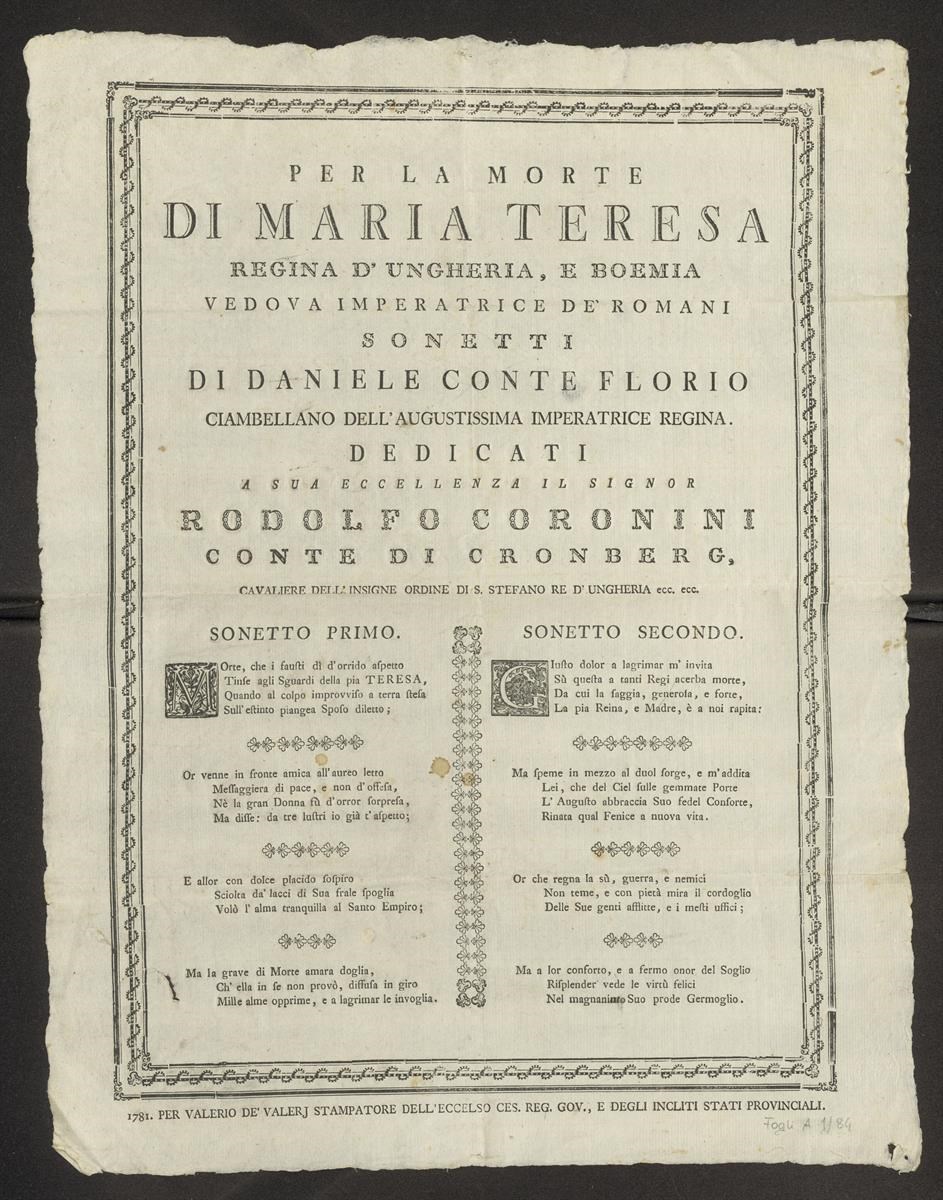 PER LA MORTE
DI MARIA TERESA
REGINA D' UNGHERIA, E BOEMIA
VEDOVA IMPERATRICE DE' ROMANI
SONETTI
DI DANIELE CONTE FLORIO
CIAMBELLANO DELL'AUGUSTISSIMA IMPERATRICE REGINA.
DEDICATI
A SUA ECCELLENZA IL SIGNOR
RODOLFO CORONINI
CONTE DI CRONBERG,
CAVALIERE DELL' INSIGNE ORDINE DI S. STEFANO RE D' UNGHERIA ecc. ecc.
SONETTO PRIMO.
MOrte, che i fauſti dì d'orrido aſpetto
Tinſe agli Sguardi della pia TERESA,
Quando al colpo improvviſo a terra ſteſa
Sull'eſtinto piangea Spoſo diletto;
Or venne in fronte amica all'aureo letto
Meſſaggiera di pace, e non d'offeſa,
Nè la gran Donna fù d'orror ſorpreſa,
Ma diſſe: da tre luſtri io già t'aſpetto;
E allor con dolce placido ſoſpiro
Sciolta da' lacci di Sua frale ſpoglia
Volò l' alma tranquilla al Santo Empiro;
Ma la grave di Morte amara doglia,
Ch' ella in ſe non provò, diffuſa in giro
Mille alme opprime, e a lagrimar le invoglia.
SONETTO SECONDO.
GIuſto dolor a lagrimar m' invita
Sù queſta a tanti Regi acerba morte,
Da cui la ſaggia, generoſa, e forte,
La pia Reina, e Madre, è a noi rapita:
Ma ſpeme in mezzo al duol ſorge, e m'addita
Lei, che del Ciel ſulle gemmate Porte
L' Auguſto abbraccia Suo fedel Conſorte,
Rinata qual Fenice a nuova vita.
Or che regna la sù, guerra, e nemici
Non teme, e con pietà mira il cordoglio
Delle Sue genti afflitte, e i meſti uffici;
Ma a lor conforto, e a fermo onor del Soglio
Riſplender vede le virtù felici
Nel magnanimo Suo prode Germoglio.
1781. PER VALERIO DE' VALERJ STAMPATORE DELL'ECCELSO CES. REG. GOV., E DEGLI INCLITI STATI PROVINCIALI.
Fogli A 1/84